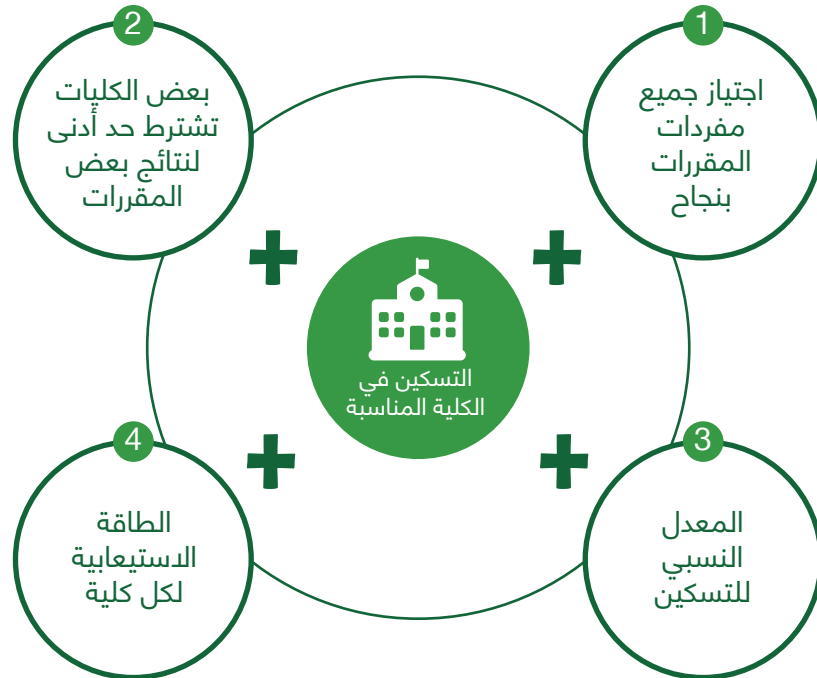 1
اجتياز جميع
مفردات
المقررات
بنجاح
2
بعض الكليات
تشترط حد أدنى
لنتائج بعض
المقررات
التسكين في
الكلية المناسبة
3
المعدل
النسبي
للتسكين
4
الطاقة
الاستيعابية
لكل كلية